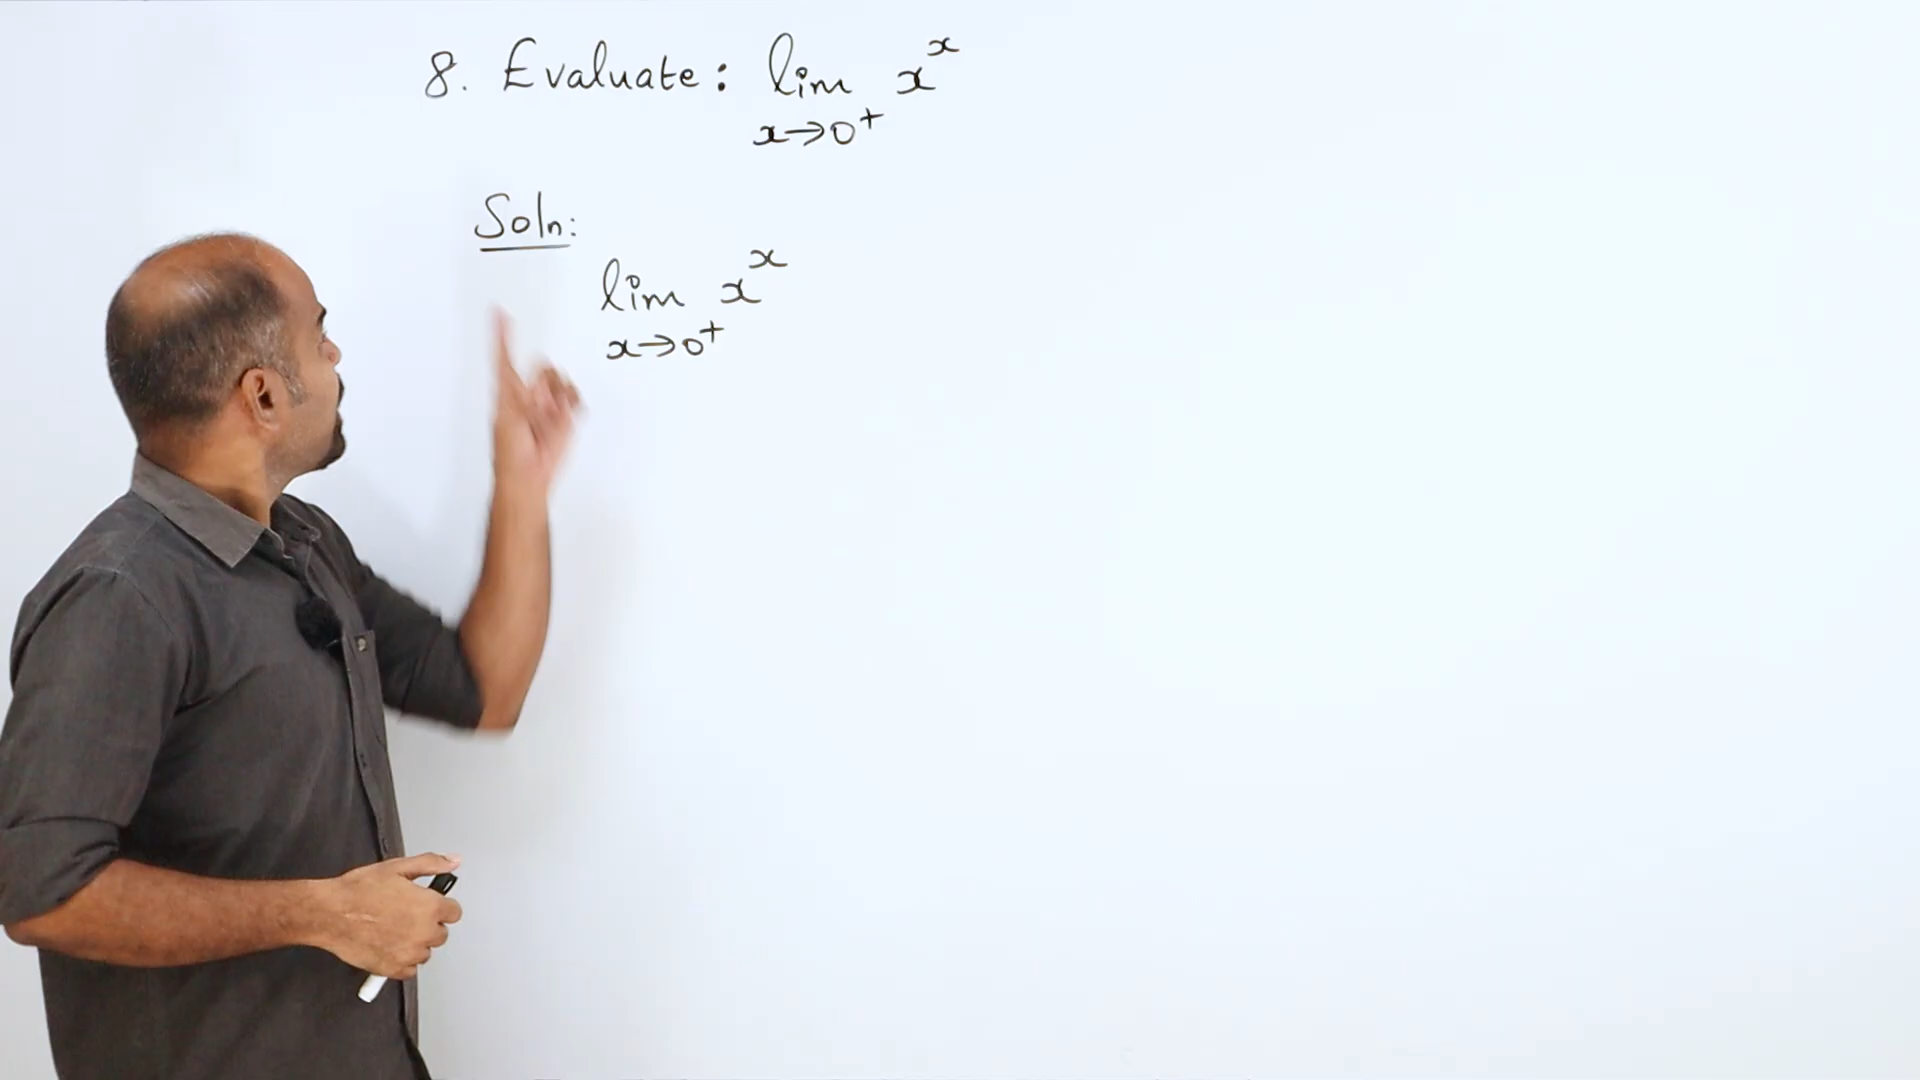 8. Evaluate: lim x^x
x→0⁺
Soln:
lim x^x
x→0⁺